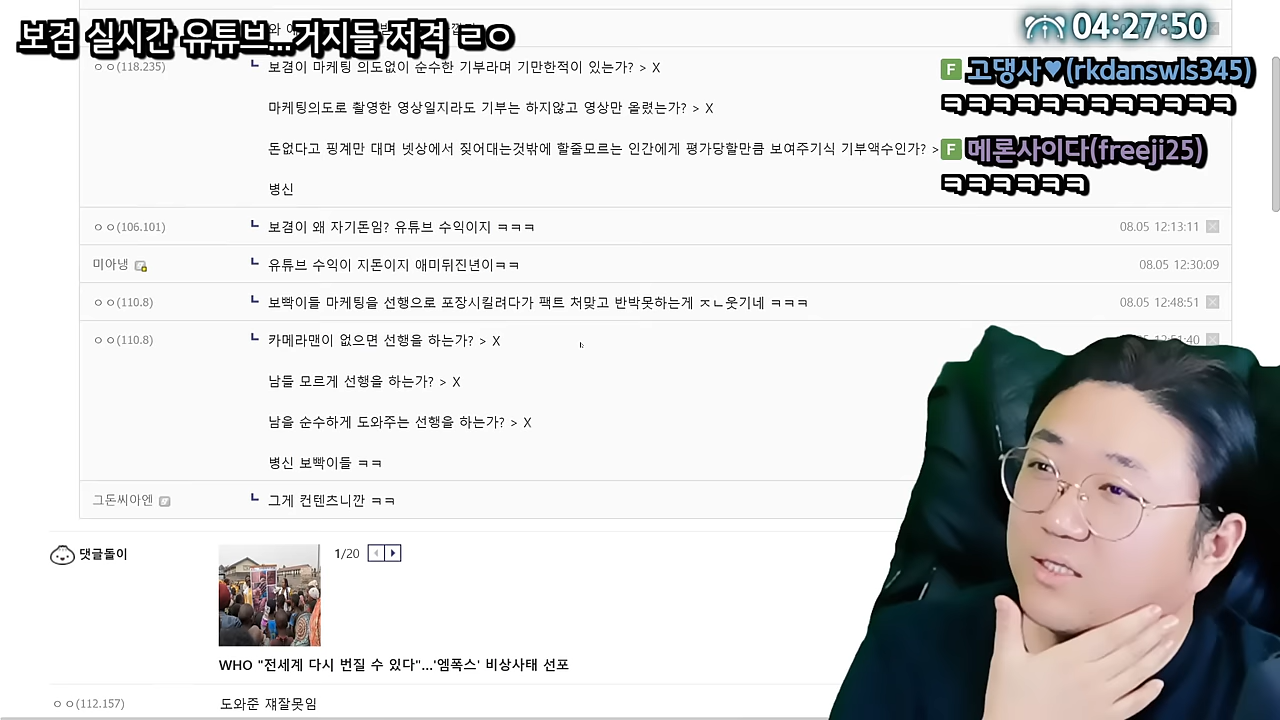 보겸 실시간 유튜브...거지들 저격 ㄹㅇ
04:27:50
ㅇㅇ(118.235)
보겸이 마케팅 의도없이 순수한 기부라며 기만한적이 있는가? > X
마케팅의도로 촬영한 영상일지라도 기부는 하지않고 영상만 올렸는가? > X
돈없다고 핑계만 대며 넷상에서 짖어대는것밖에 할줄모르는 인간에게 평가당할만큼 보여주기식 기부액수인가? >
병신
F 고댕사♥(rkdanswls345)
ㅋㅋㅋㅋㅋㅋㅋㅋㅋㅋㅋㅋ
F 메론사이다(freeji25)
ㅋㅋㅋㅋㅋㅋ
ㅇㅇ(106.101) ㄴ 보겸이 왜 자기돈임? 유튜브 수익이지 ㅋㅋㅋ 08.05 12:13:11
미아넹 ㄴ 유튜브 수익이 지돈이지 애미뒤진년이ㅋㅋ 08.05 12:30:09
ㅇㅇ(110.8) ㄴ 보빡이들 마케팅을 선행으로 포장시킬려다가 팩트 처맞고 반박못하는게 ㅈㄴ웃기네 ㅋㅋㅋ 08.05 12:48:51
ㅇㅇ(110.8) ㄴ 카메라맨이 없으면 선행을 하는가? > X
남들 모르게 선행을 하는가? > X
남을 순수하게 도와주는 선행을 하는가? > X
병신 보빡이들 ㅋㅋ
그돈씨아엔 ㄴ 그게 컨텐츠니깐 ㅋㅋ
댓글돌이
1/20
WHO "전세계 다시 번질 수 있다"…'엠폭스' 비상사태 선포
ㅇㅇ(112.157) 도와준 재잘못임